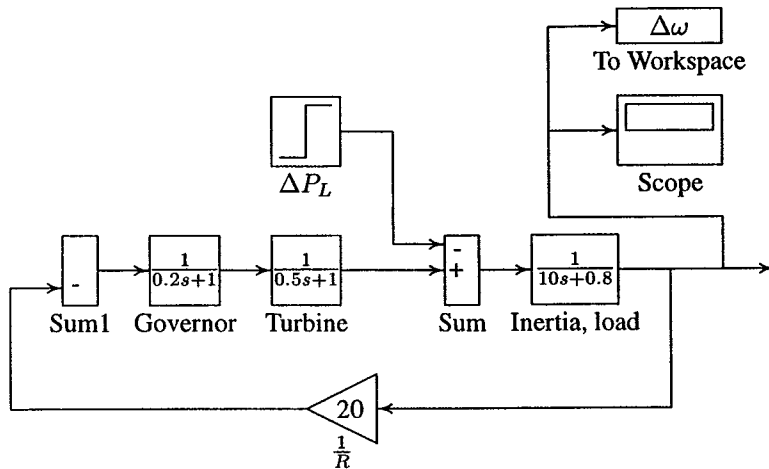 Δω
To Workspace
Scope
ΔP_L
-
1
0.2s+1
1
0.5s+1
-
+
1
10s+0.8
Sum1
Governor
Turbine
Sum
Inertia, load
20
1
R